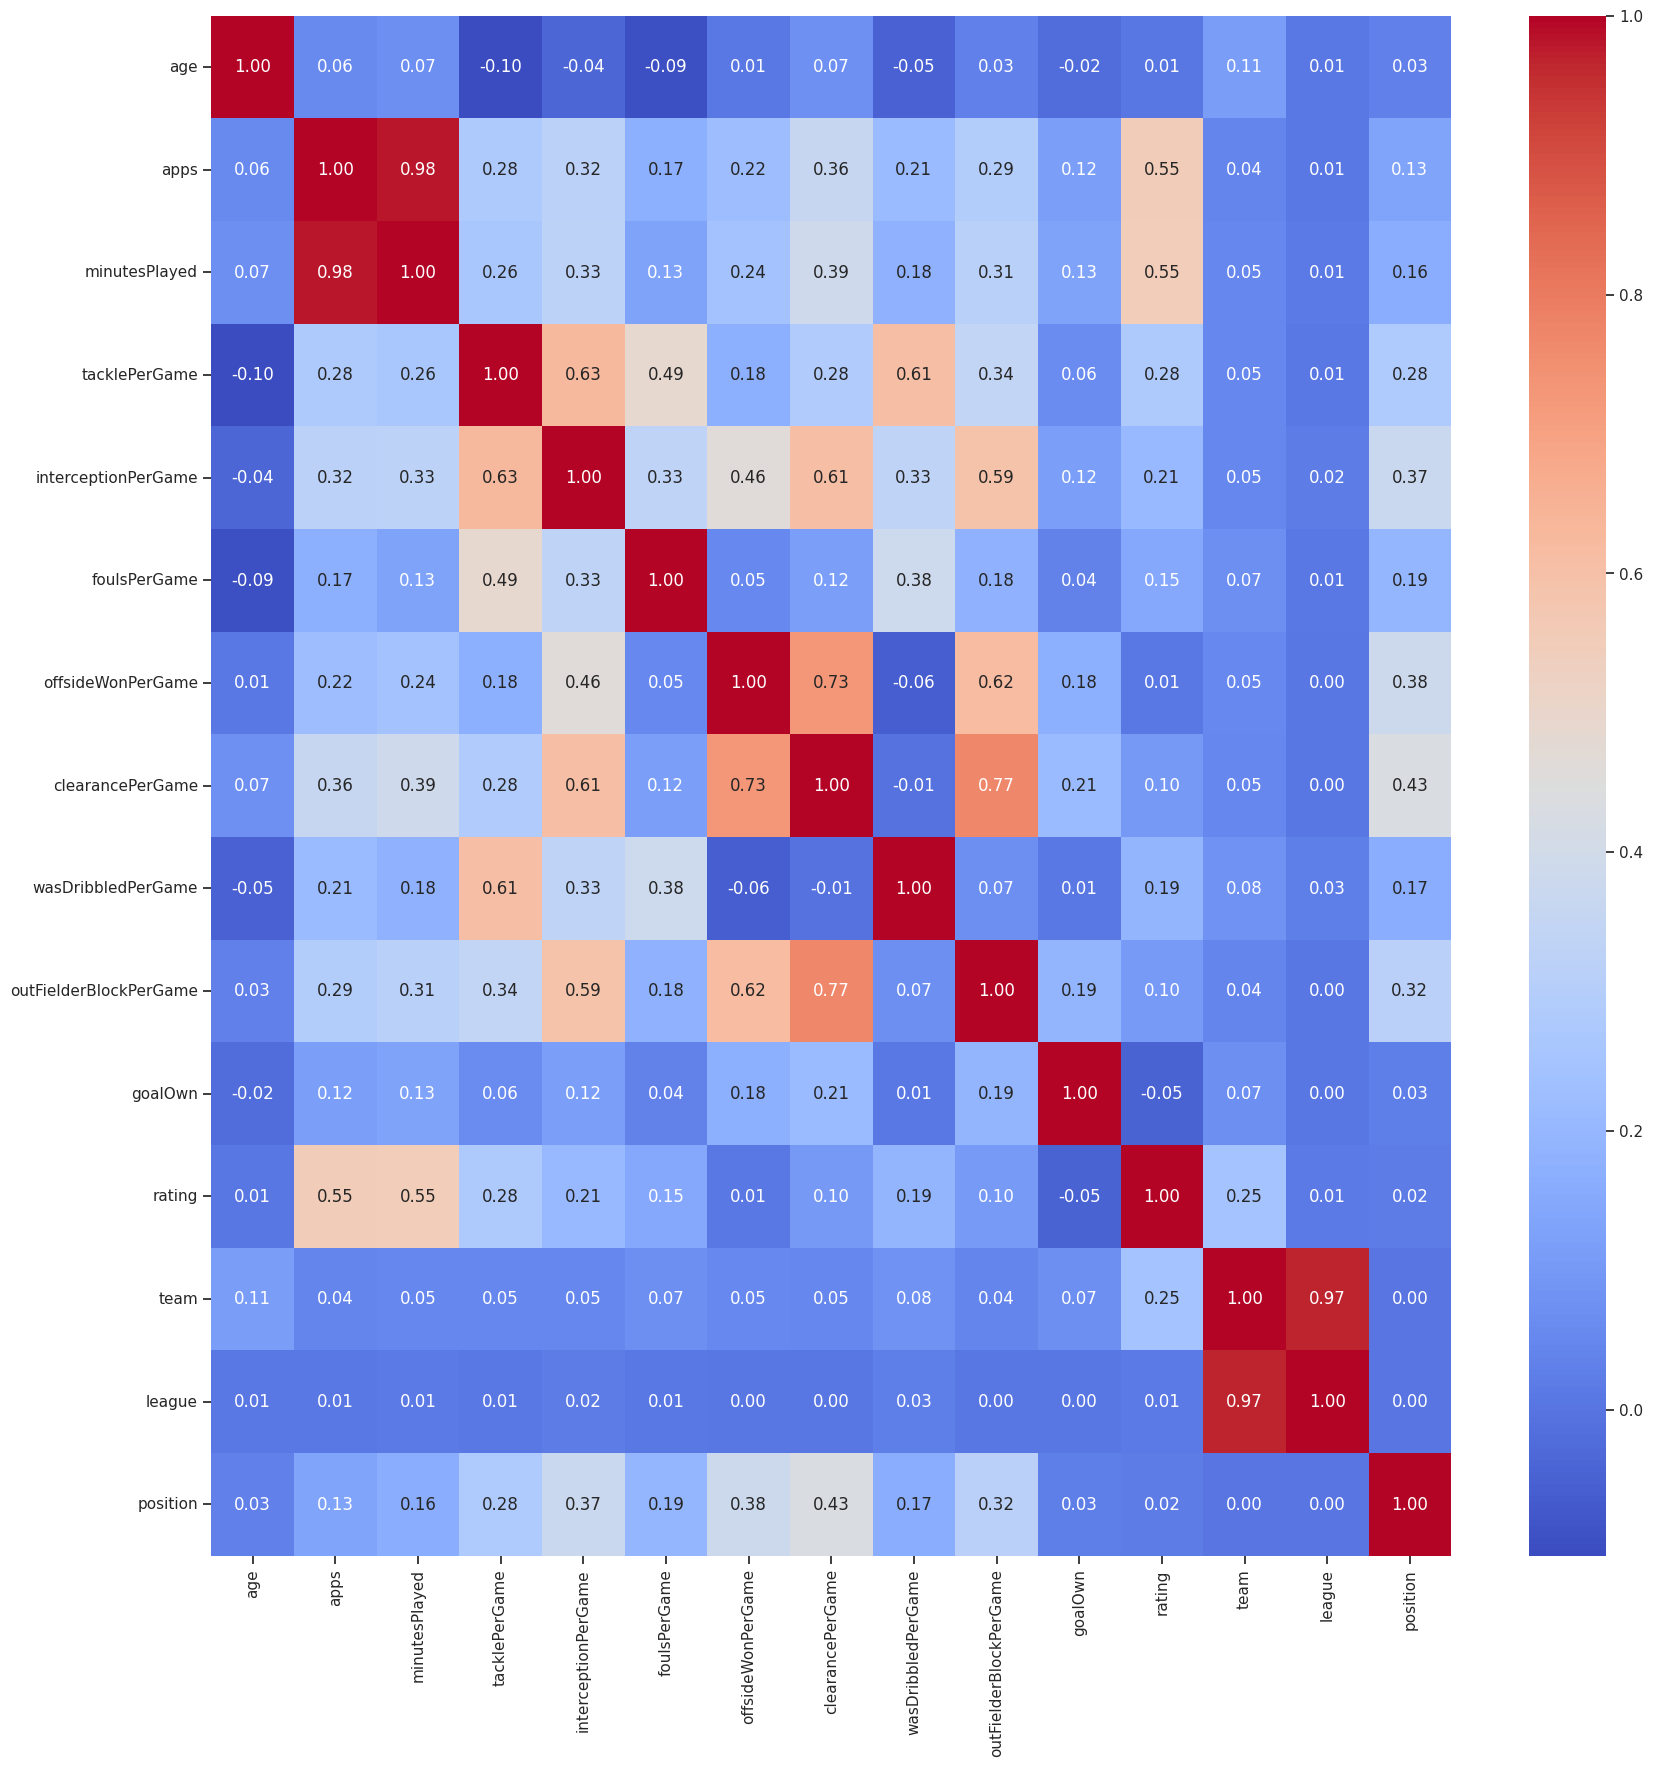 age 1.00 0.06 0.07 -0.10 -0.04 -0.09 0.01 0.07 -0.05 0.03 -0.02 0.01 0.11 0.01 0.03
apps 0.06 1.00 0.98 0.28 0.32 0.17 0.22 0.36 0.21 0.29 0.12 0.55 0.04 0.01 0.13
minutesPlayed 0.07 0.98 1.00 0.26 0.33 0.13 0.24 0.39 0.18 0.31 0.13 0.55 0.05 0.01 0.16
tacklePerGame -0.10 0.28 0.26 1.00 0.63 0.49 0.18 0.28 0.61 0.34 0.06 0.28 0.05 0.01 0.28
interceptionPerGame -0.04 0.32 0.33 0.63 1.00 0.33 0.46 0.61 0.33 0.59 0.12 0.21 0.05 0.02 0.37
foulsPerGame -0.09 0.17 0.13 0.49 0.33 1.00 0.05 0.12 0.38 0.18 0.04 0.15 0.07 0.01 0.19
offsideWonPerGame 0.01 0.22 0.24 0.18 0.46 0.05 1.00 0.73 -0.06 0.62 0.18 0.01 0.05 0.00 0.38
clearancePerGame 0.07 0.36 0.39 0.28 0.61 0.12 0.73 1.00 -0.01 0.77 0.21 0.10 0.05 0.00 0.43
wasDribbledPerGame -0.05 0.21 0.18 0.61 0.33 0.38 -0.06 -0.01 1.00 0.07 0.01 0.19 0.08 0.03 0.17
outFielderBlockPerGame 0.03 0.29 0.31 0.34 0.59 0.18 0.62 0.77 0.07 1.00 0.19 0.10 0.04 0.00 0.32
goalOwn -0.02 0.12 0.13 0.06 0.12 0.04 0.18 0.21 0.01 0.19 1.00 -0.05 0.07 0.00 0.03
rating 0.01 0.55 0.55 0.28 0.21 0.15 0.01 0.10 0.19 0.10 -0.05 1.00 0.25 0.01 0.02
team 0.11 0.04 0.05 0.05 0.05 0.07 0.05 0.05 0.08 0.04 0.07 0.25 1.00 0.97 0.00
league 0.01 0.01 0.01 0.01 0.02 0.01 0.00 0.00 0.03 0.00 0.00 0.01 0.97 1.00 0.00
position 0.03 0.13 0.16 0.28 0.37 0.19 0.38 0.43 0.17 0.32 0.03 0.02 0.00 0.00 1.00
age
apps
minutesPlayed
tacklePerGame
interceptionPerGame
foulsPerGame
offsideWonPerGame
clearancePerGame
wasDribbledPerGame
outFielderBlockPerGame
goalOwn
rating
team
league
position
1.0
0.8
0.6
0.4
0.2
0.0